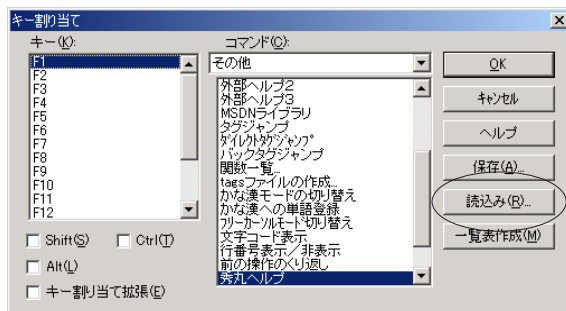 キー割り当て
キー(K):
F1
F2
F3
F4
F5
F6
F7
F8
F9
F10
F11
F12
Shift(S)
Ctrl(T)
Alt(L)
キー割り当て拡張(E)
コマンド(C):
その他
外部ヘルプ2
外部ヘルプ3
MSDNライブラリ
タグジャンプ
ダイレクトタグジャンプ
バックタグジャンプ
関数一覧...
tagsファイルの作成...
かな漢モードの切り替え
かな漢への単語登録
フリーカーソルモード切り替え
文字コード表示
行番号表示/非表示
前の操作のくり返し
秀丸ヘルプ
OK
キャンセル
ヘルプ
保存(A)...
読込み(R)...
一覧表作成(M)